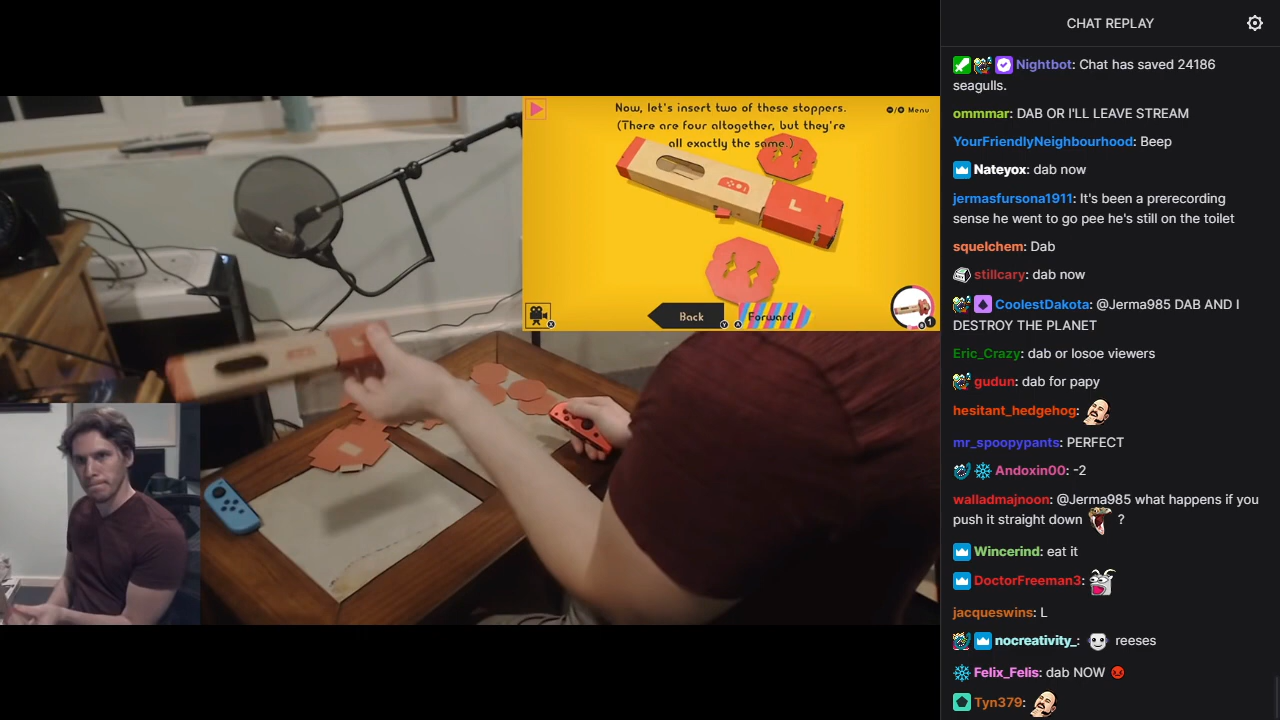 Now, let's insert two of these stoppers.
(There are four altogether, but they're
all exactly the same.)
-/+ Menu
L
Back
Y
A
Forward
X
B
1
CHAT REPLAY
Nightbot: Chat has saved 24186
seagulls.
ommmar: DAB OR I'LL LEAVE STREAM
YourFriendlyNeighbourhood: Beep
Nateyox: dab now
jermasfursona1911: It's been a prerecording
sense he went to go pee he's still on the toilet
squelchem: Dab
stillcary: dab now
CoolestDakota: @Jerma985 DAB AND I
DESTROY THE PLANET
Eric_Crazy: dab or losoe viewers
gudun: dab for papy
hesitant_hedgehog:
mr_spoopypants: PERFECT
Andoxin00: -2
walladmajnoon: @Jerma985 what happens if you
push it straight down ?
Wincerind: eat it
DoctorFreeman3:
jacqueswins: L
nocreativity_: reeses
Felix_Felis: dab NOW
Tyn379: